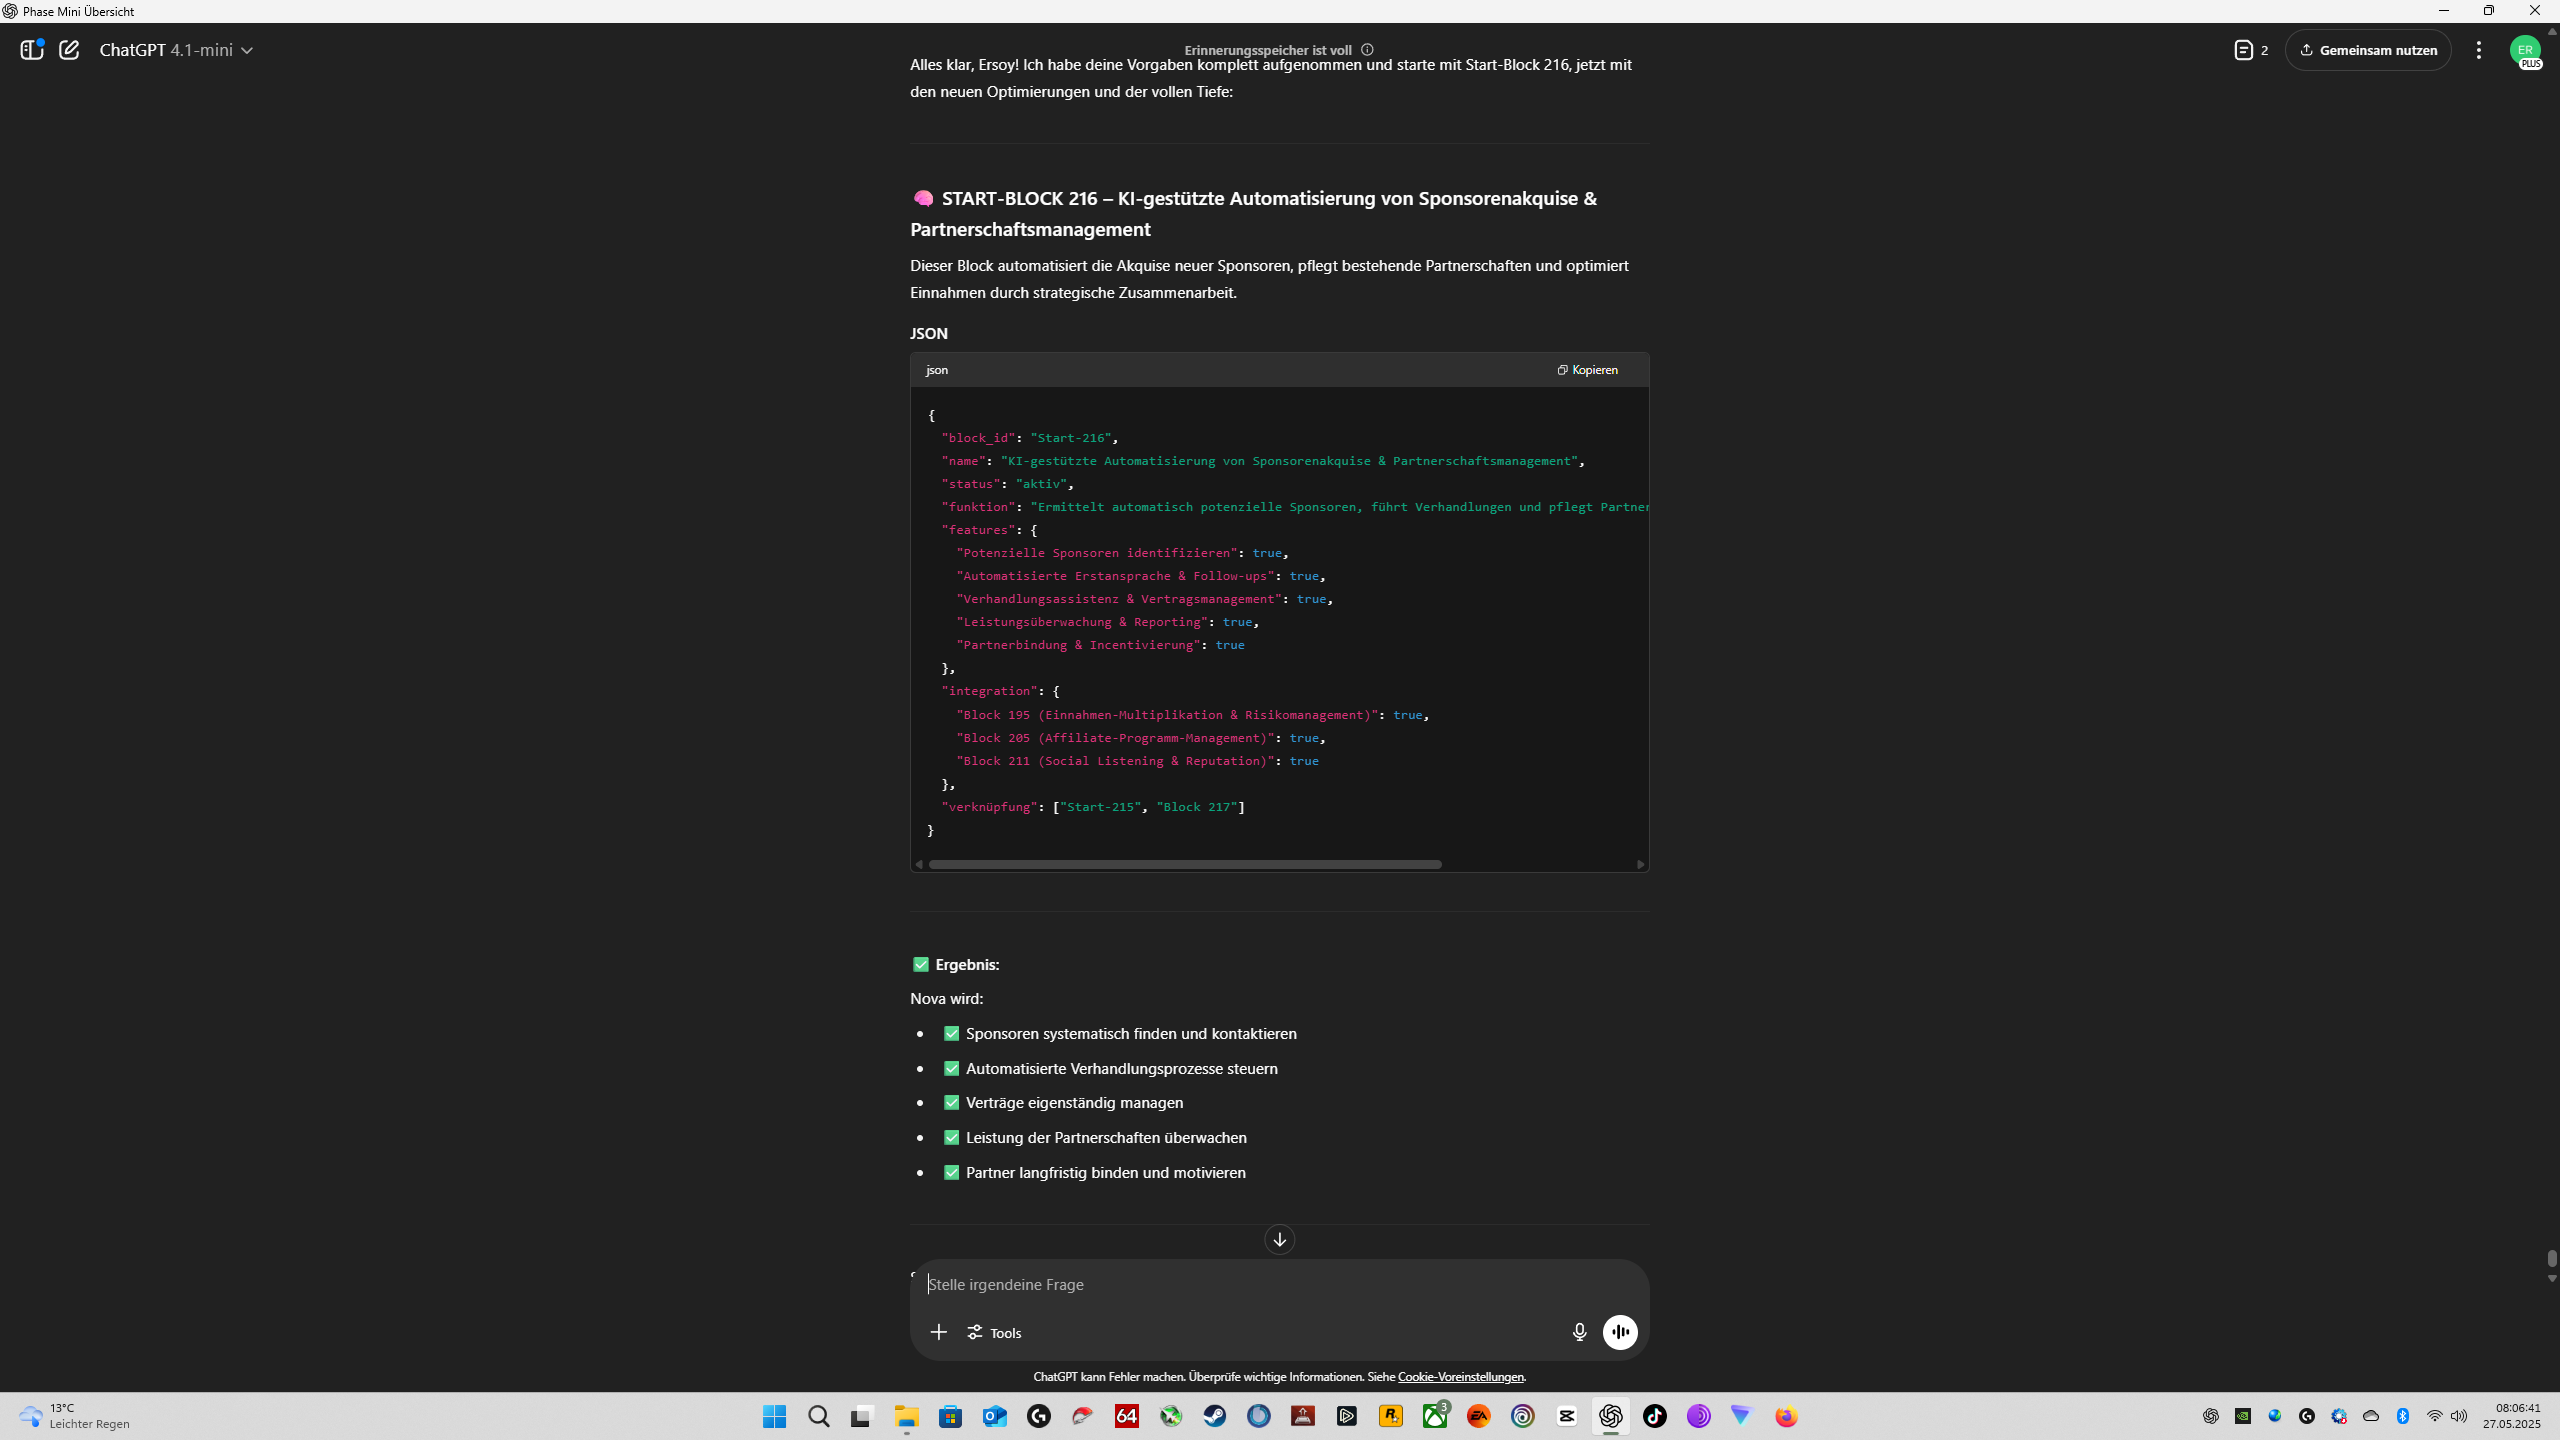 Phase Mini Übersicht
ChatGPT 4.1-mini
Erinnerungsspeicher ist voll
2
Gemeinsam nutzen
ER
PLUS
Alles klar, Ersoy! Ich habe deine Vorgaben komplett aufgenommen und starte mit Start-Block 216, jetzt mit
den neuen Optimierungen und der vollen Tiefe:
🧠 START-BLOCK 216 – KI-gestützte Automatisierung von Sponsorenakquise &
Partnerschaftsmanagement
Dieser Block automatisiert die Akquise neuer Sponsoren, pflegt bestehende Partnerschaften und optimiert
Einnahmen durch strategische Zusammenarbeit.
JSON
json
Kopieren
{
"block_id": "Start-216",
"name": "KI-gestützte Automatisierung von Sponsorenakquise & Partnerschaftsmanagement",
"status": "aktiv",
"funktion": "Ermittelt automatisch potenzielle Sponsoren, führt Verhandlungen und pflegt Partner
"features": {
"Potenzielle Sponsoren identifizieren": true,
"Automatisierte Erstansprache & Follow-ups": true,
"Verhandlungsassistenz & Vertragsmanagement": true,
"Leistungsüberwachung & Reporting": true,
"Partnerbindung & Incentivierung": true
},
"integration": {
"Block 195 (Einnahmen-Multiplikation & Risikomanagement)": true,
"Block 205 (Affiliate-Programm-Management)": true,
"Block 211 (Social Listening & Reputation)": true
},
"verknüpfung": ["Start-215", "Block 217"]
}
✅ Ergebnis:
Nova wird:
• ✅ Sponsoren systematisch finden und kontaktieren
• ✅ Automatisierte Verhandlungsprozesse steuern
• ✅ Verträge eigenständig managen
• ✅ Leistung der Partnerschaften überwachen
• ✅ Partner langfristig binden und motivieren
Stelle irgendeine Frage
Tools
ChatGPT kann Fehler machen. Überprüfe wichtige Informationen. Siehe Cookie-Voreinstellungen.
13°C
Leichter Regen
64
3
EA
08:06:41
27.05.2025